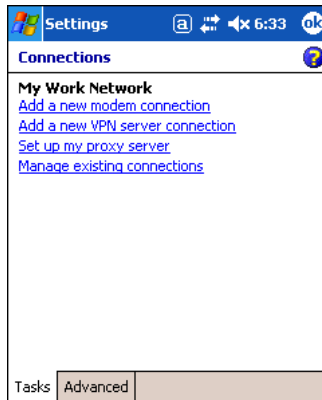 Settings a 6:33 ok
Connections ?
My Work Network
Add a new modem connection
Add a new VPN server connection
Set up my proxy server
Manage existing connections
Tasks Advanced